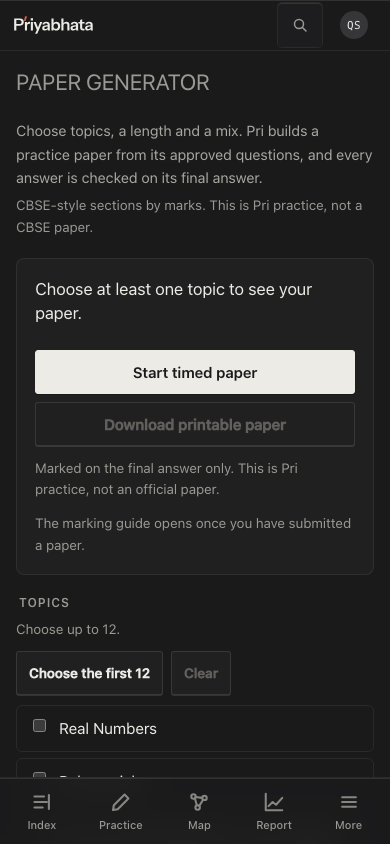 Priyabhata
QS
PAPER GENERATOR
Choose topics, a length and a mix. Pri builds a
practice paper from its approved questions, and every
answer is checked on its final answer.
CBSE-style sections by marks. This is Pri practice, not a
CBSE paper.
Choose at least one topic to see your
paper.
Start timed paper
Download printable paper
Marked on the final answer only. This is Pri
practice, not an official paper.
The marking guide opens once you have submitted
a paper.
TOPICS
Choose up to 12.
Choose the first 12
Clear
Real Numbers
Index
Practice
Map
Report
More